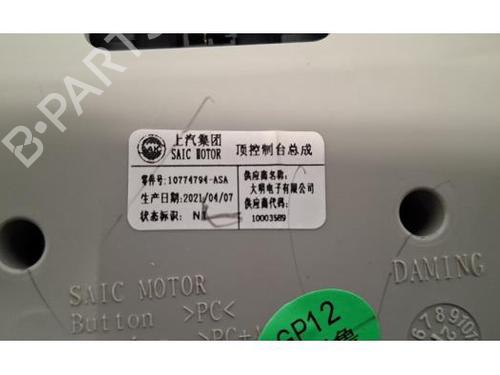 B-PARTS
上汽集团
SAIC MOTOR
顶控制台总成
零件号: 10774794-ASA
生产日期: 2021/04/07
状态标识: N1
供应商名称:
大明电子有限公司
供应商代码:
10003589
SAIC MOTOR
DAMING
Button >PC<
>PC+
GP12